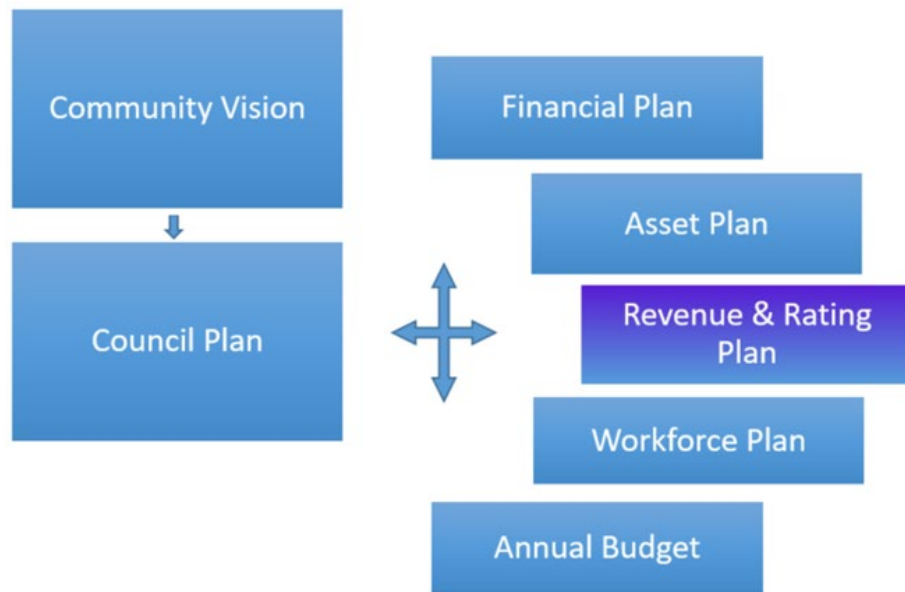 Community Vision
Council Plan
Financial Plan
Asset Plan
Revenue & Rating
Plan
Workforce Plan
Annual Budget